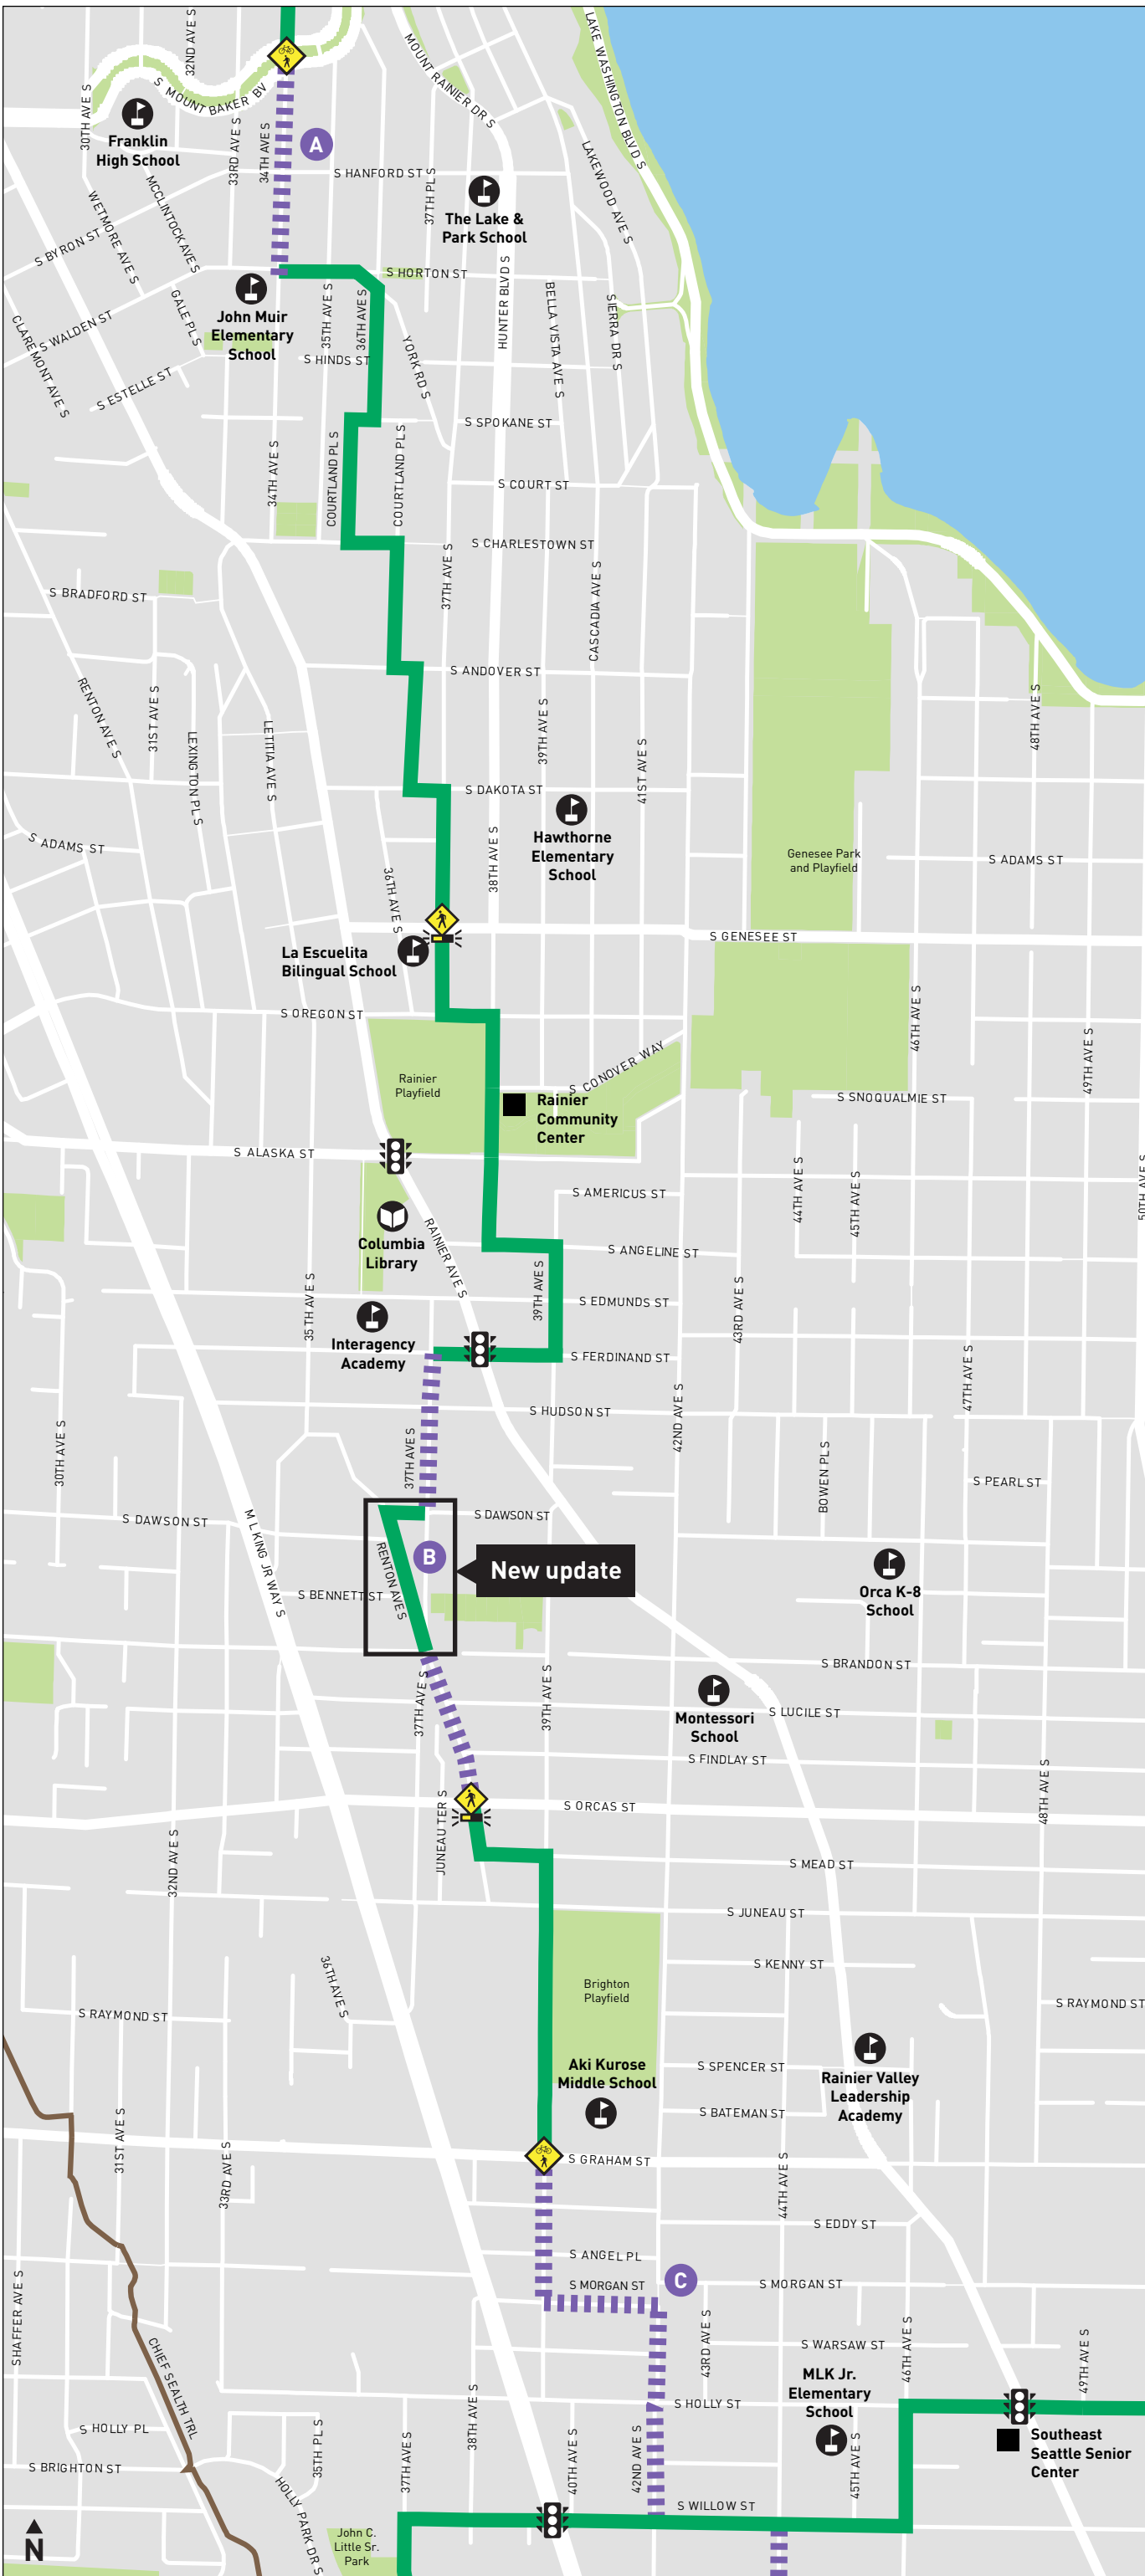 32ND AVE S
MOUNT RAINIER DR S
LAKE WASHINGTON BLVD S
30TH AVE S
S MOUNT BAKER BV
Franklin
High School
33RD AVE S
34TH AVE S
A
S HANFORD ST
37TH PL S
LAKEWOOD AVE S
MCCLINTOCK AVE S
WETMORE AVE S
The Lake &
Park School
S BYRON ST
S HORTON ST
HUNTER BLVD S
BELLA VISTA AVE S
SIERRA DR S
John Muir
Elementary
School
GALE PL S
35TH AVE S
36TH AVE S
S WALDEN ST
CLAREMONT AVE S
S HINDS ST
YORK RD S
S ESTELLE ST
S SPOKANE ST
34TH AVE S
COURTLAND PL S
COURTLAND PL S
S COURT ST
S CHARLESTOWN ST
37TH AVE S
CASCADIA AVE S
S BRADFORD ST
S ANDOVER ST
RENTON AVE S
31ST AVE S
LEXINGTON PL S
LETITIA AVE S
39TH AVE S
41ST AVE S
48TH AVE S
S DAKOTA ST
Hawthorne
Elementary
School
S ADAMS ST
38TH AVE S
36TH AVE S
Genesee Park
and Playfield
S ADAMS ST
S GENESEE ST
La Escuelita
Bilingual School
S OREGON ST
46TH AVE S
49TH AVE S
S CONOVER WAY
Rainier
Playfield
Rainier
Community
Center
S SNOQUALMIE ST
S ALASKA ST
44TH AVE S
45TH AVE S
50TH AVE S
S AMERICUS ST
Columbia
Library
RAINIER AVE S
S ANGELINE ST
35TH AVE S
39TH AVE S
S EDMUNDS ST
43RD AVE S
Interagency
Academy
S FERDINAND ST
47TH AVE S
42ND AVE S
S HUDSON ST
30TH AVE S
37TH AVE S
BOWEN PL S
S PEARL ST
S DAWSON ST
M L KING JR WAY S
S DAWSON ST
RENTON AVE S
B
New update
S BENNETT ST
Orca K-8
School
S BRANDON ST
37TH AVE S
39TH AVE S
Montessori
School
S LUCILE ST
S FINDLAY ST
JUNEAU TER S
S ORCAS ST
48TH AVE S
32ND AVE S
S MEAD ST
S JUNEAU ST
36TH AVE S
S KENNY ST
Brighton
Playfield
S RAYMOND ST
S RAYMOND ST
Aki Kurose
Middle School
S SPENCER ST
Rainier Valley
Leadership
Academy
S BATEMAN ST
31ST AVE S
33RD AVE S
S GRAHAM ST
44TH AVE S
S EDDY ST
S ANGEL PL
S MORGAN ST
C
S MORGAN ST
SHAFFER AVE S
CHIEF SEALTH TRL
43RD AVE S
S WARSAW ST
46TH AVE S
49TH AVE S
MLK Jr.
Elementary
School
S HOLLY ST
38TH AVE S
S HOLLY PL
35TH PL S
37TH AVE S
40TH AVE S
42ND AVE S
45TH AVE S
Southeast
Seattle Senior
Center
S BRIGHTON ST
HOLLY PARK DR S
S WILLOW ST
John C.
Little Sr.
Park
N